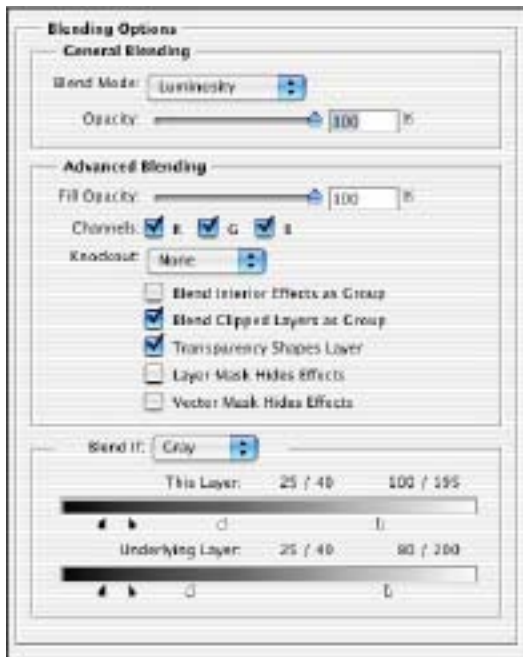 Blending Options
General Blending
Blend Mode: Luminosity
Opacity: 100 %
Advanced Blending
Fill Opacity: 100 %
Channels: R G B
Knockout: None
Blend Interior Effects as Group
Blend Clipped Layers as Group
Transparency Shapes Layer
Layer Mask Hides Effects
Vector Mask Hides Effects
Blend If: Gray
This Layer: 25 / 40 100 / 195
Underlying Layer: 25 / 40 80 / 200